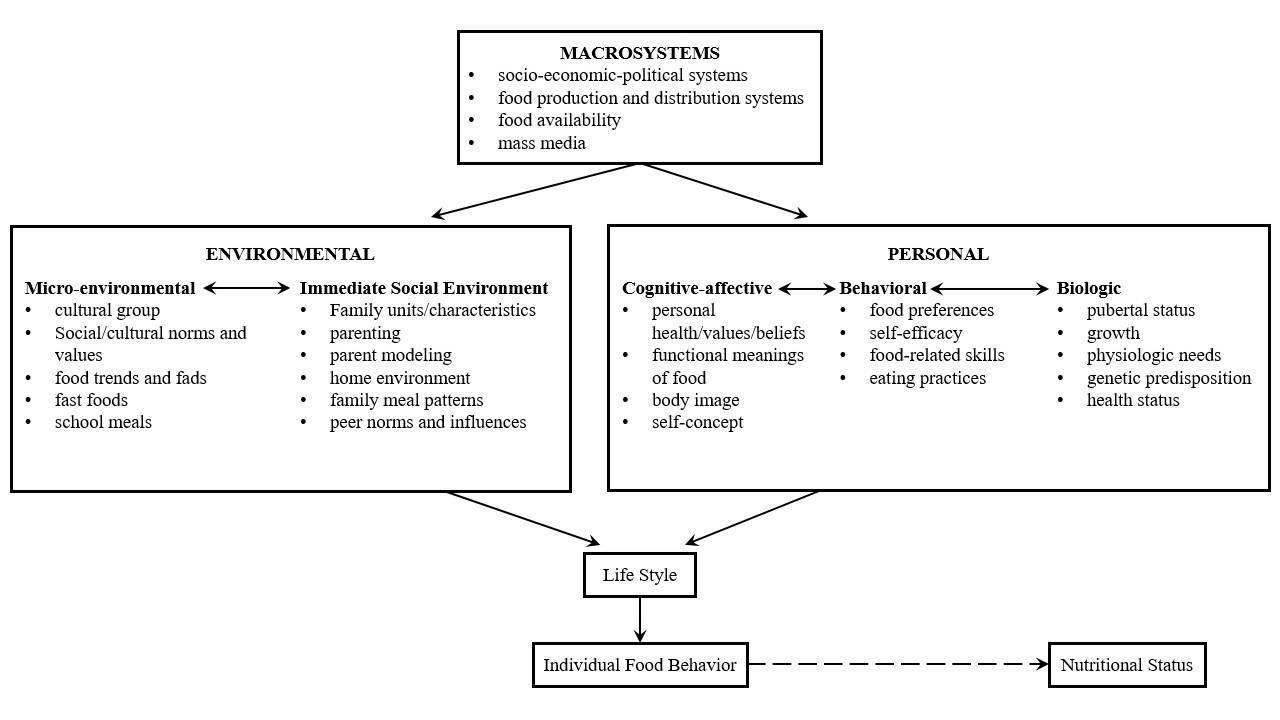 MACROSYSTEMS
• socio-economic-political systems
• food production and distribution systems
• food availability
• mass media
ENVIRONMENTAL
Micro-environmental
• cultural group
• Social/cultural norms and
values
• food trends and fads
• fast foods
• school meals
Immediate Social Environment
• Family units/characteristics
• parenting
• parent modeling
• home environment
• family meal patterns
• peer norms and influences
PERSONAL
Cognitive-affective
• personal
health/values/beliefs
• functional meanings
of food
• body image
• self-concept
Behavioral
• food preferences
• self-efficacy
• food-related skills
• eating practices
Biologic
• pubertal status
• growth
• physiologic needs
• genetic predisposition
• health status
Life Style
Individual Food Behavior
Nutritional Status